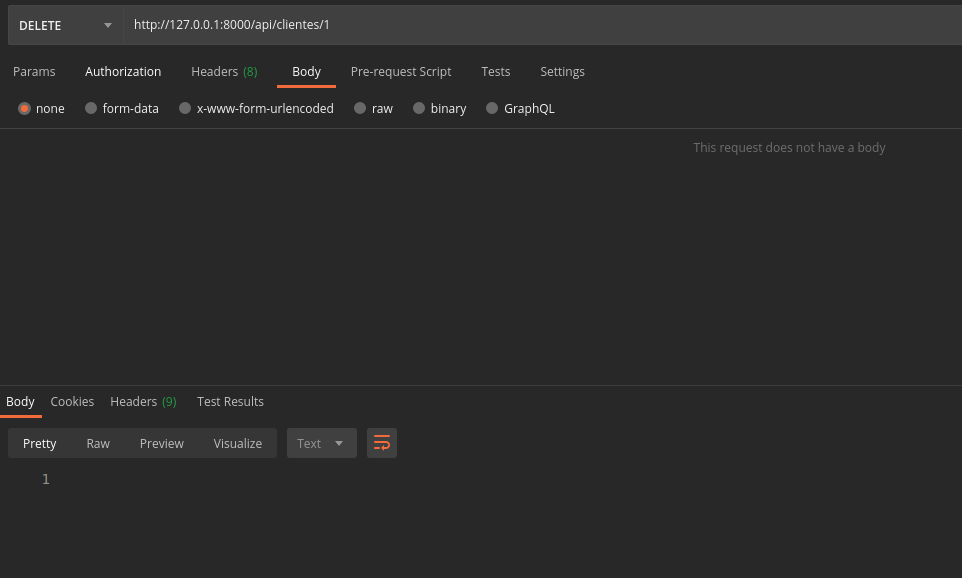 DELETE http://127.0.0.1:8000/api/clientes/1
Params Authorization Headers (8) Body Pre-request Script Tests Settings
none form-data x-www-form-urlencoded raw binary GraphQL
This request does not have a body
Body Cookies Headers (9) Test Results
Pretty Raw Preview Visualize Text
1